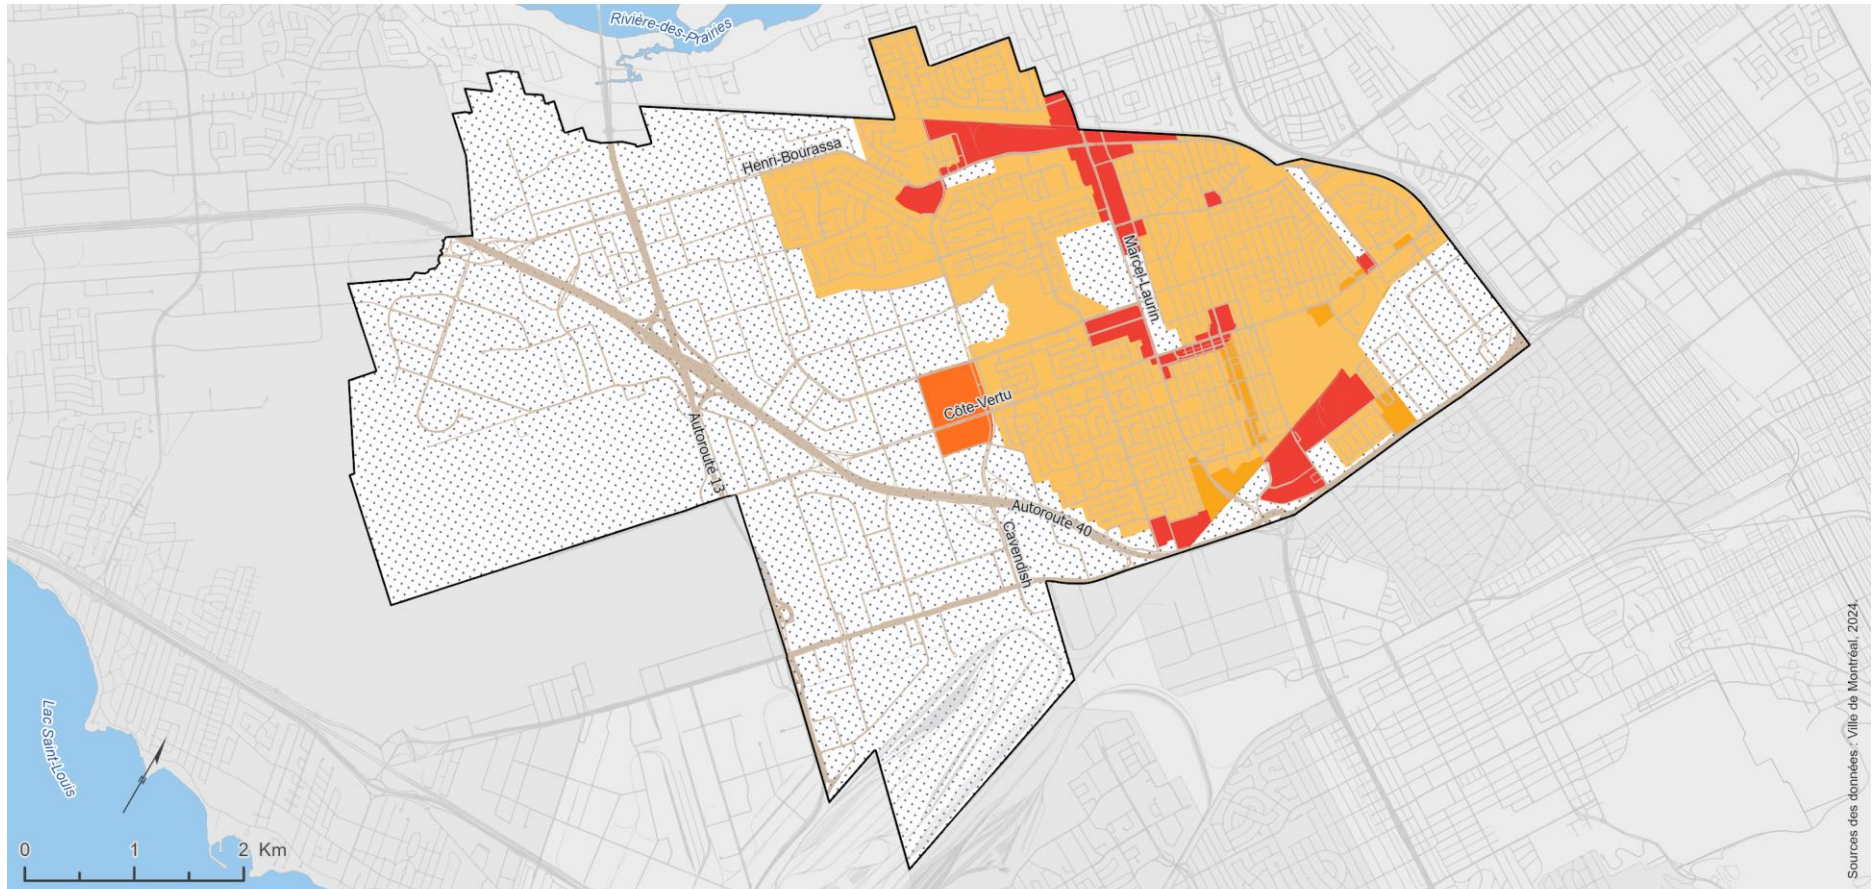 Rivière-des-Prairies
Henri-Bourassa
Marcel-Laurin
Côte-Vertu
Autoroute 13
Autoroute 40
Cavendish
Lac Saint-Louis
0 1 2 Km
Sources des données : Ville de Montréal, 2024.